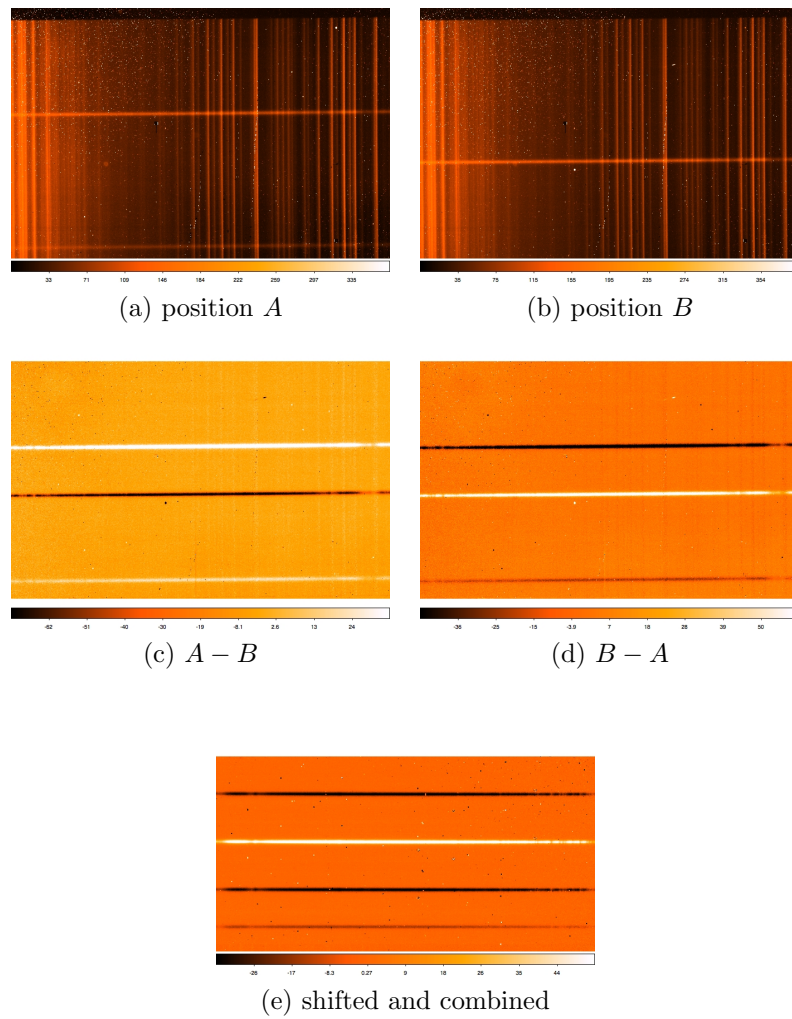 33 71 109 146 184 222 259 297 335
35 75 115 155 195 235 274 315 354
(a) position A
(b) position B
-62 -51 -40 -30 -19 -8.1 2.6 13 24
-36 -25 -15 -3.9 7 18 28 39 50
(c) A − B
(d) B − A
-26 -17 -8.3 0.27 9 18 26 35 44
(e) shifted and combined